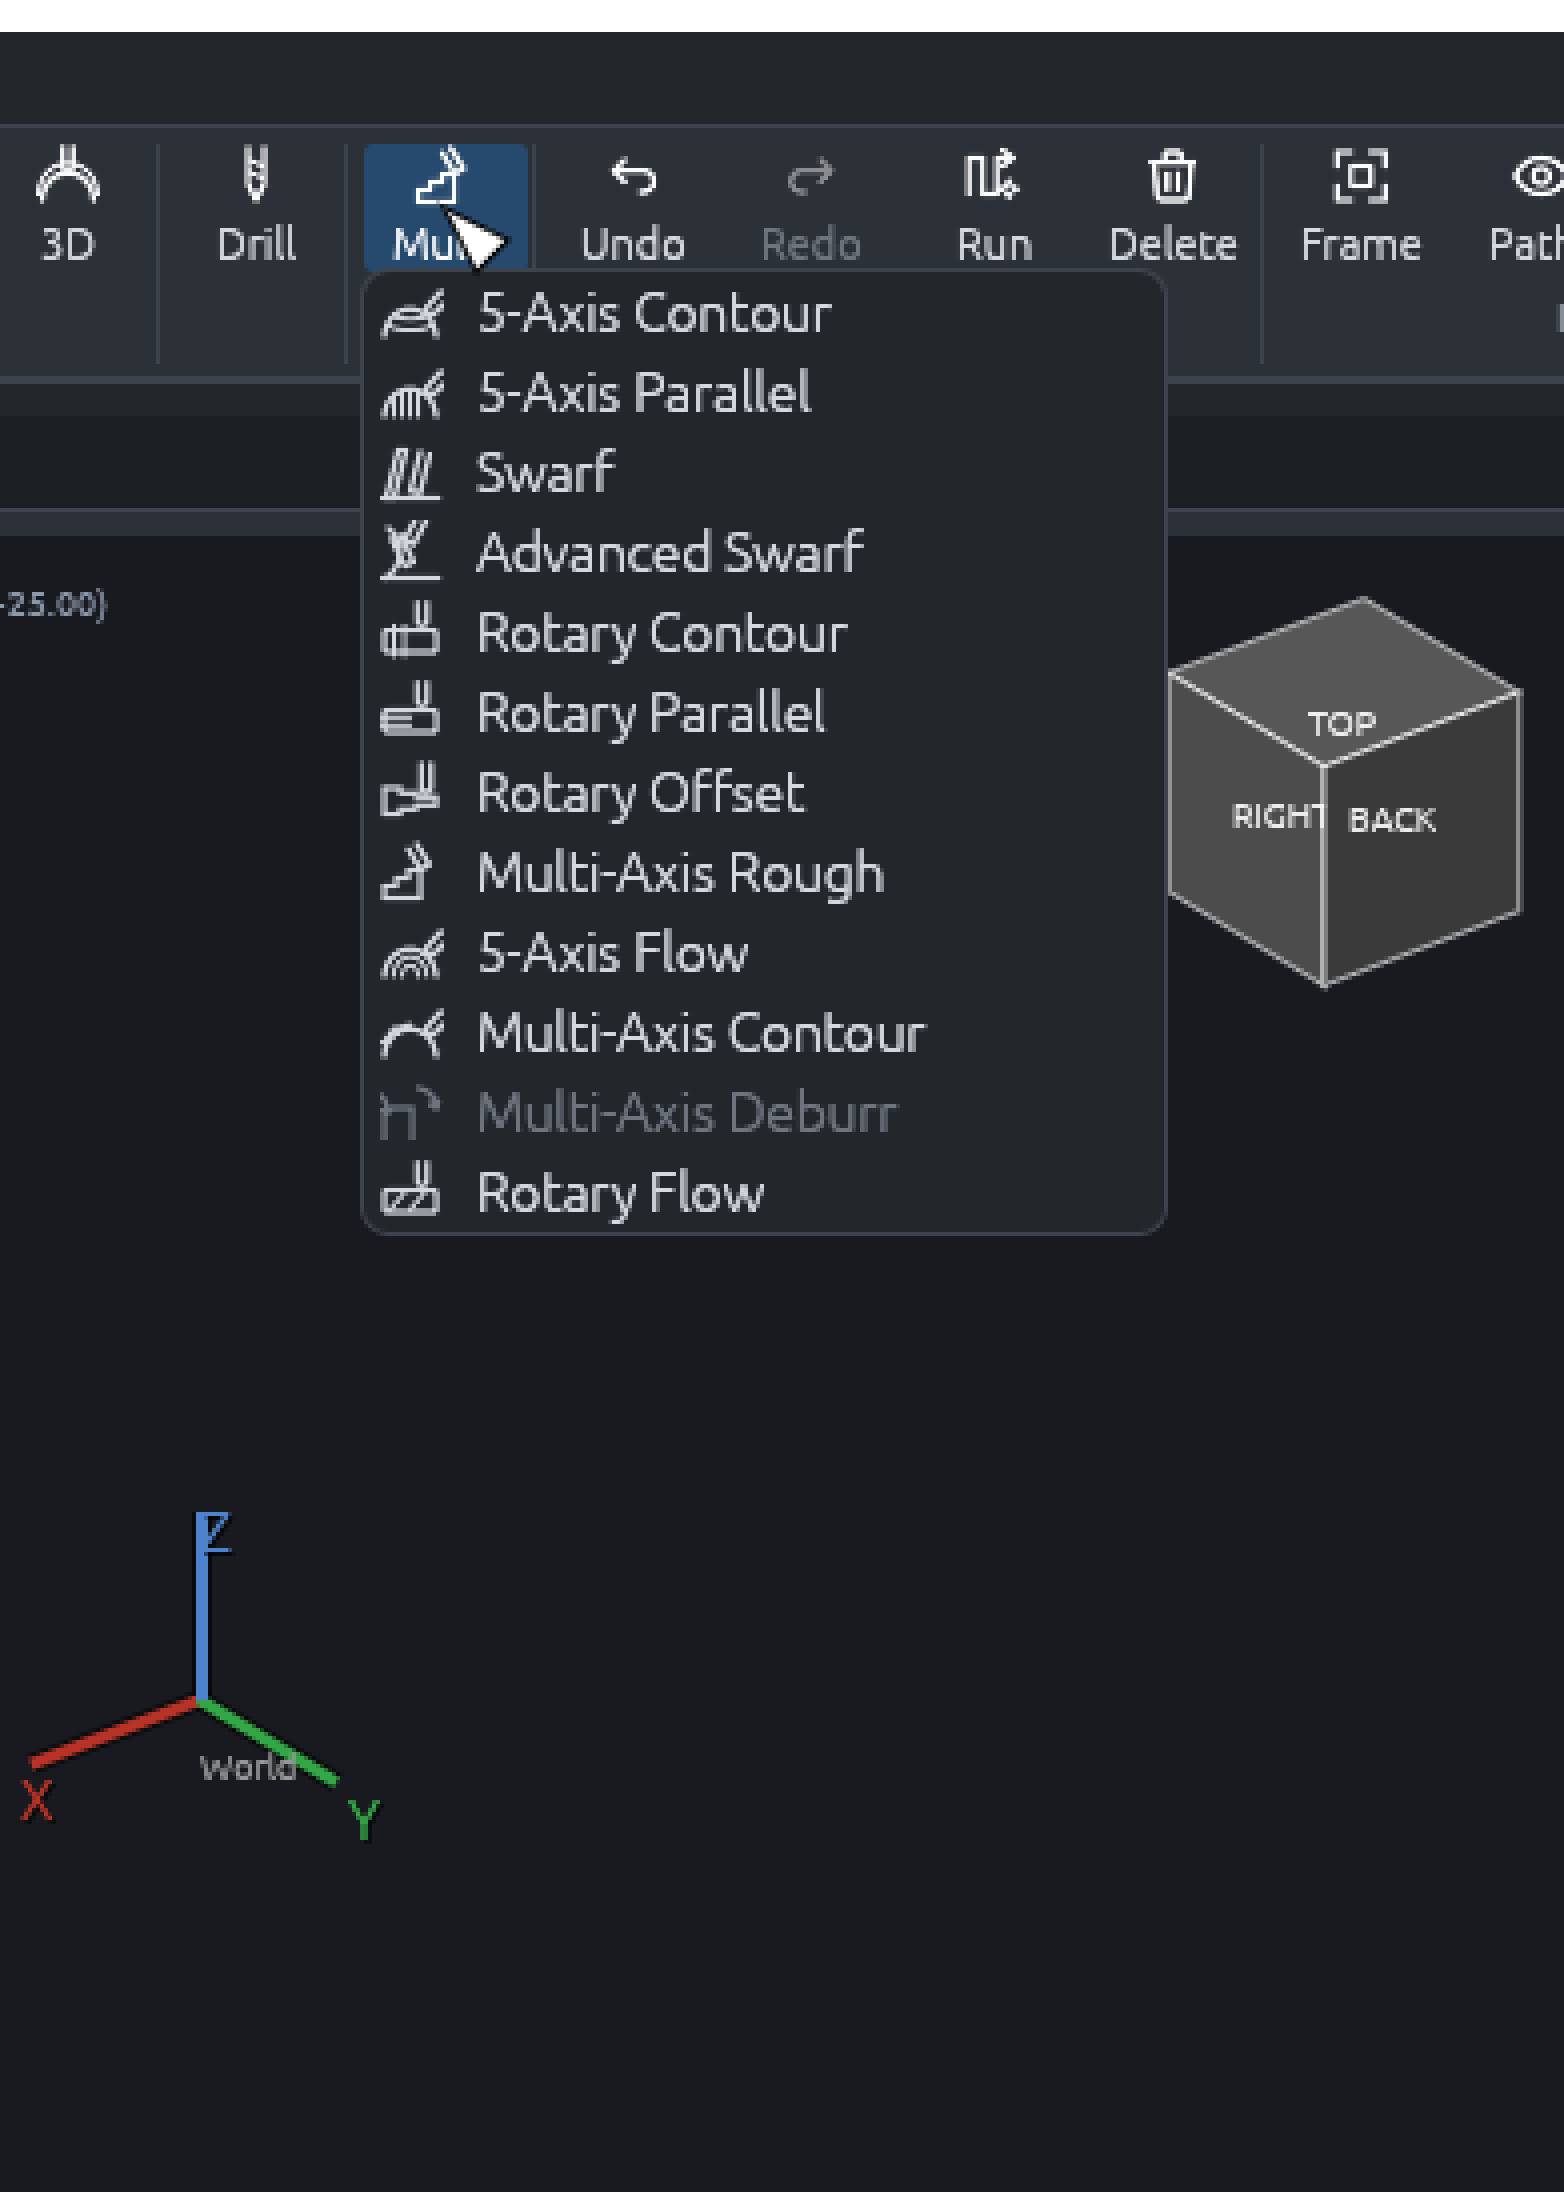 3D Drill Undo Redo Run Delete Frame
5-Axis Contour
5-Axis Parallel
Swarf
Advanced Swarf
-25.00)
Rotary Contour
Rotary Parallel
TOP
Rotary Offset
RIGHT BACK
Multi-Axis Rough
5-Axis Flow
Multi-Axis Contour
Multi-Axis Deburr
Rotary Flow
Z
World
X
Y